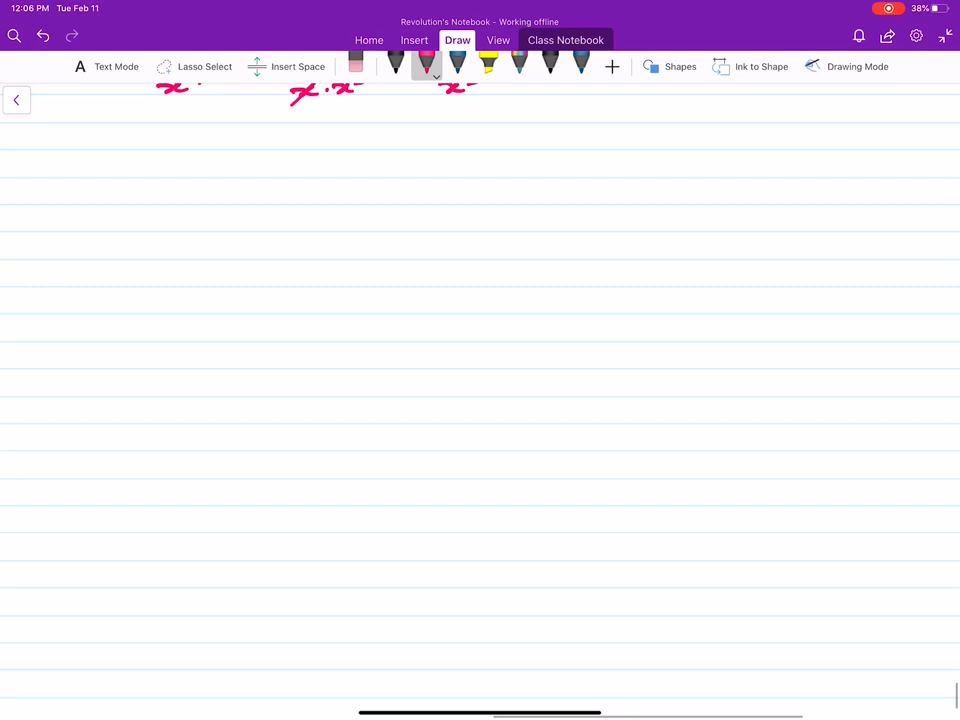 12:06 PM Tue Feb 11 38%
Revolution's Notebook - Working offline
Home Insert Draw View Class Notebook
A Text Mode Lasso Select Insert Space Shapes Ink to Shape Drawing Mode